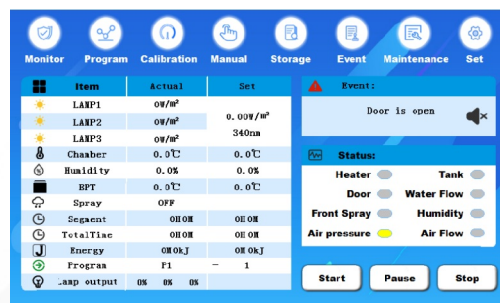 Monitor Program Calibration Manual Storage Event Maintenance Set
Item Actual Set
LAMP1 0W/m²
LAMP2 0W/m² 0.00W/m²
LAMP3 0W/m² 340nm
Chamber 0.0℃ 0.0℃
Humidity 0.0% 0.0%
BPT 0.0℃ 0.0℃
Spray OFF
Segment 0H 0M 0H 0M
TotalTime 0H 0M 0H 0M
Energy 0M 0kJ 0M 0kJ
Program P1 - 1
Lamp output 0% 0% 0%
Event:
Door is open
Status:
Heater Tank
Door Water Flow
Front Spray Humidity
Air pressure Air Flow
Start Pause Stop